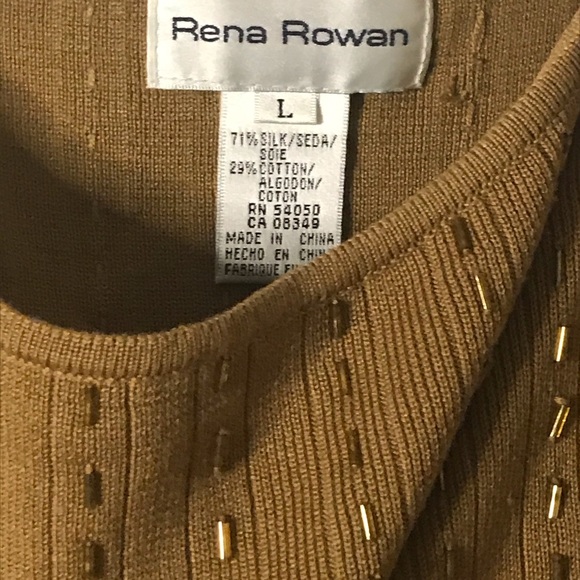 Rena Rowan
L
71% SILK/SEDA/
SOIE
29% COTTON/
ALGODON/
COTON
RN 54050
CA 08349
MADE IN CHINA
HECHO EN
FABRIQUE